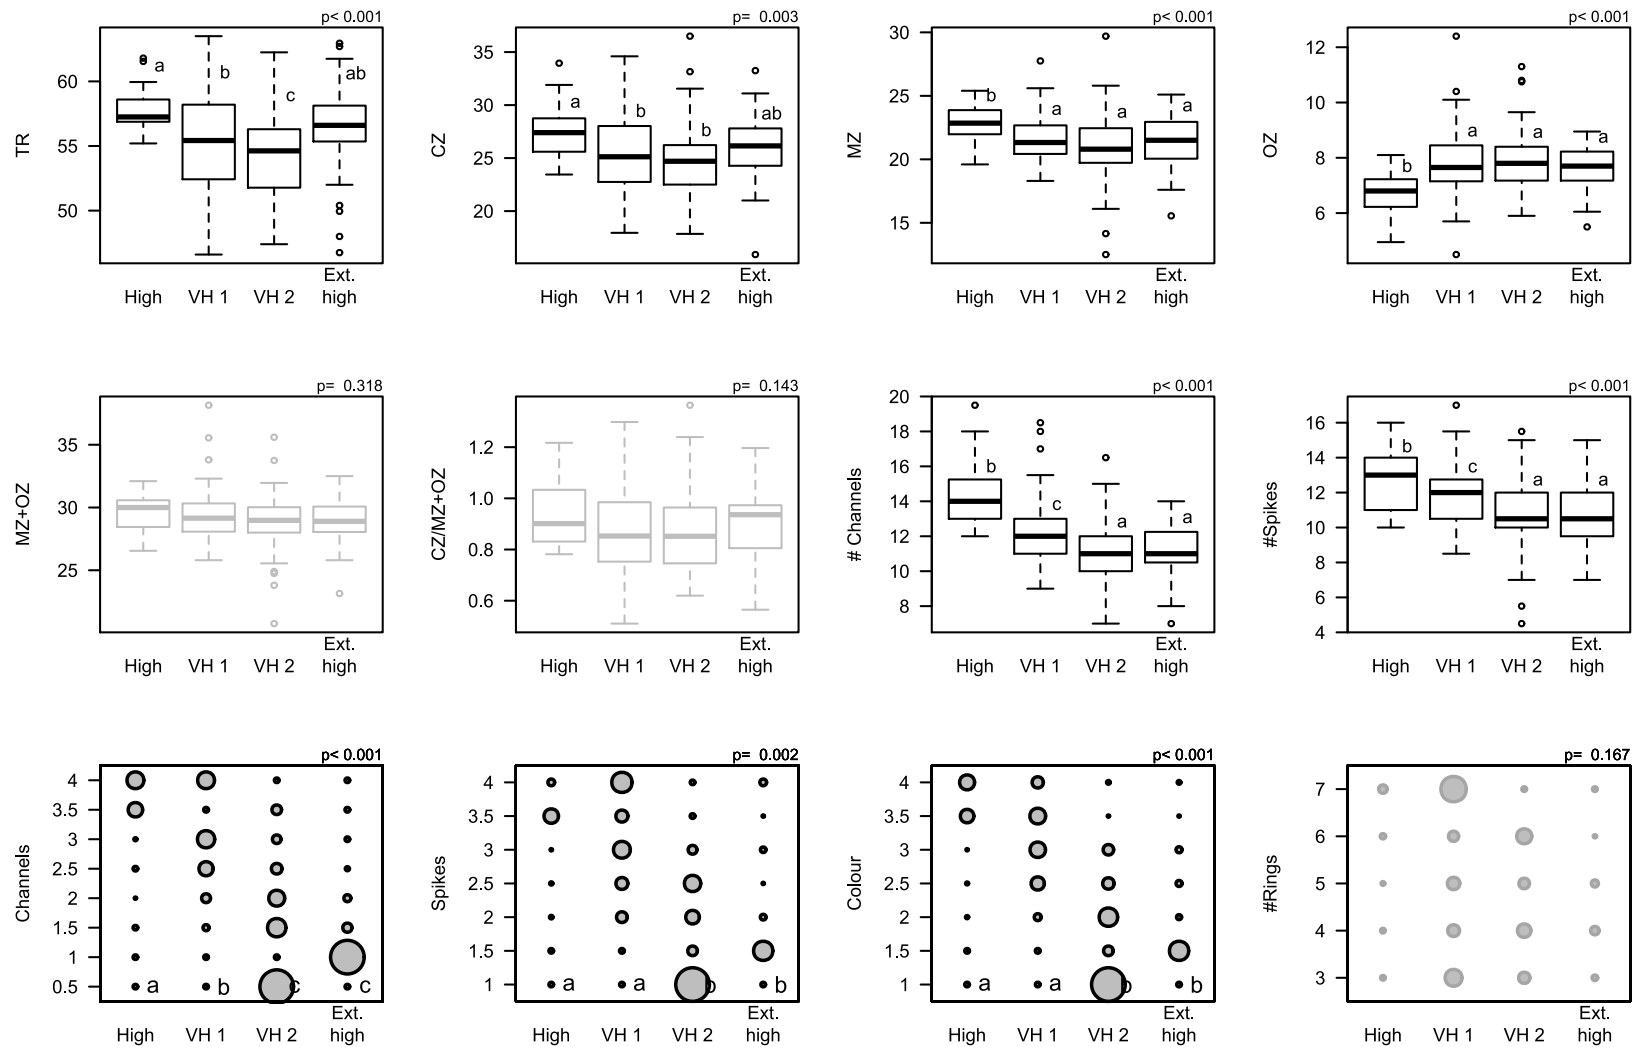 p< 0.001
p=  0.003
p< 0.001
p< 0.001
TR
60
55
50
a
b
c
ab
High
VH 1
VH 2
Ext.
high
CZ
35
30
25
20
a
b
b
ab
High
VH 1
VH 2
Ext.
high
MZ
30
25
20
15
b
a
a
a
High
VH 1
VH 2
Ext.
high
OZ
12
10
8
6
b
a
a
a
High
VH 1
VH 2
Ext.
high
p=  0.318
p=  0.143
p< 0.001
p< 0.001
MZ+OZ
35
30
25
High
VH 1
VH 2
Ext.
high
CZ/MZ+OZ
1.2
1.0
0.8
0.6
High
VH 1
VH 2
Ext.
high
# Channels
20
18
16
14
12
10
8
b
c
a
a
High
VH 1
VH 2
Ext.
high
#Spikes
16
14
12
10
8
6
4
b
c
a
a
High
VH 1
VH 2
Ext.
high
p< 0.001
p=  0.002
p< 0.001
p=  0.167
Channels
4
3.5
3
2.5
2
1.5
1
0.5
a
b
c
c
High
VH 1
VH 2
Ext.
high
Spikes
4
3.5
3
2.5
2
1.5
1
a
a
b
b
High
VH 1
VH 2
Ext.
high
Colour
4
3.5
3
2.5
2
1.5
1
a
a
b
b
High
VH 1
VH 2
Ext.
high
#Rings
7
6
5
4
3
High
VH 1
VH 2
Ext.
high